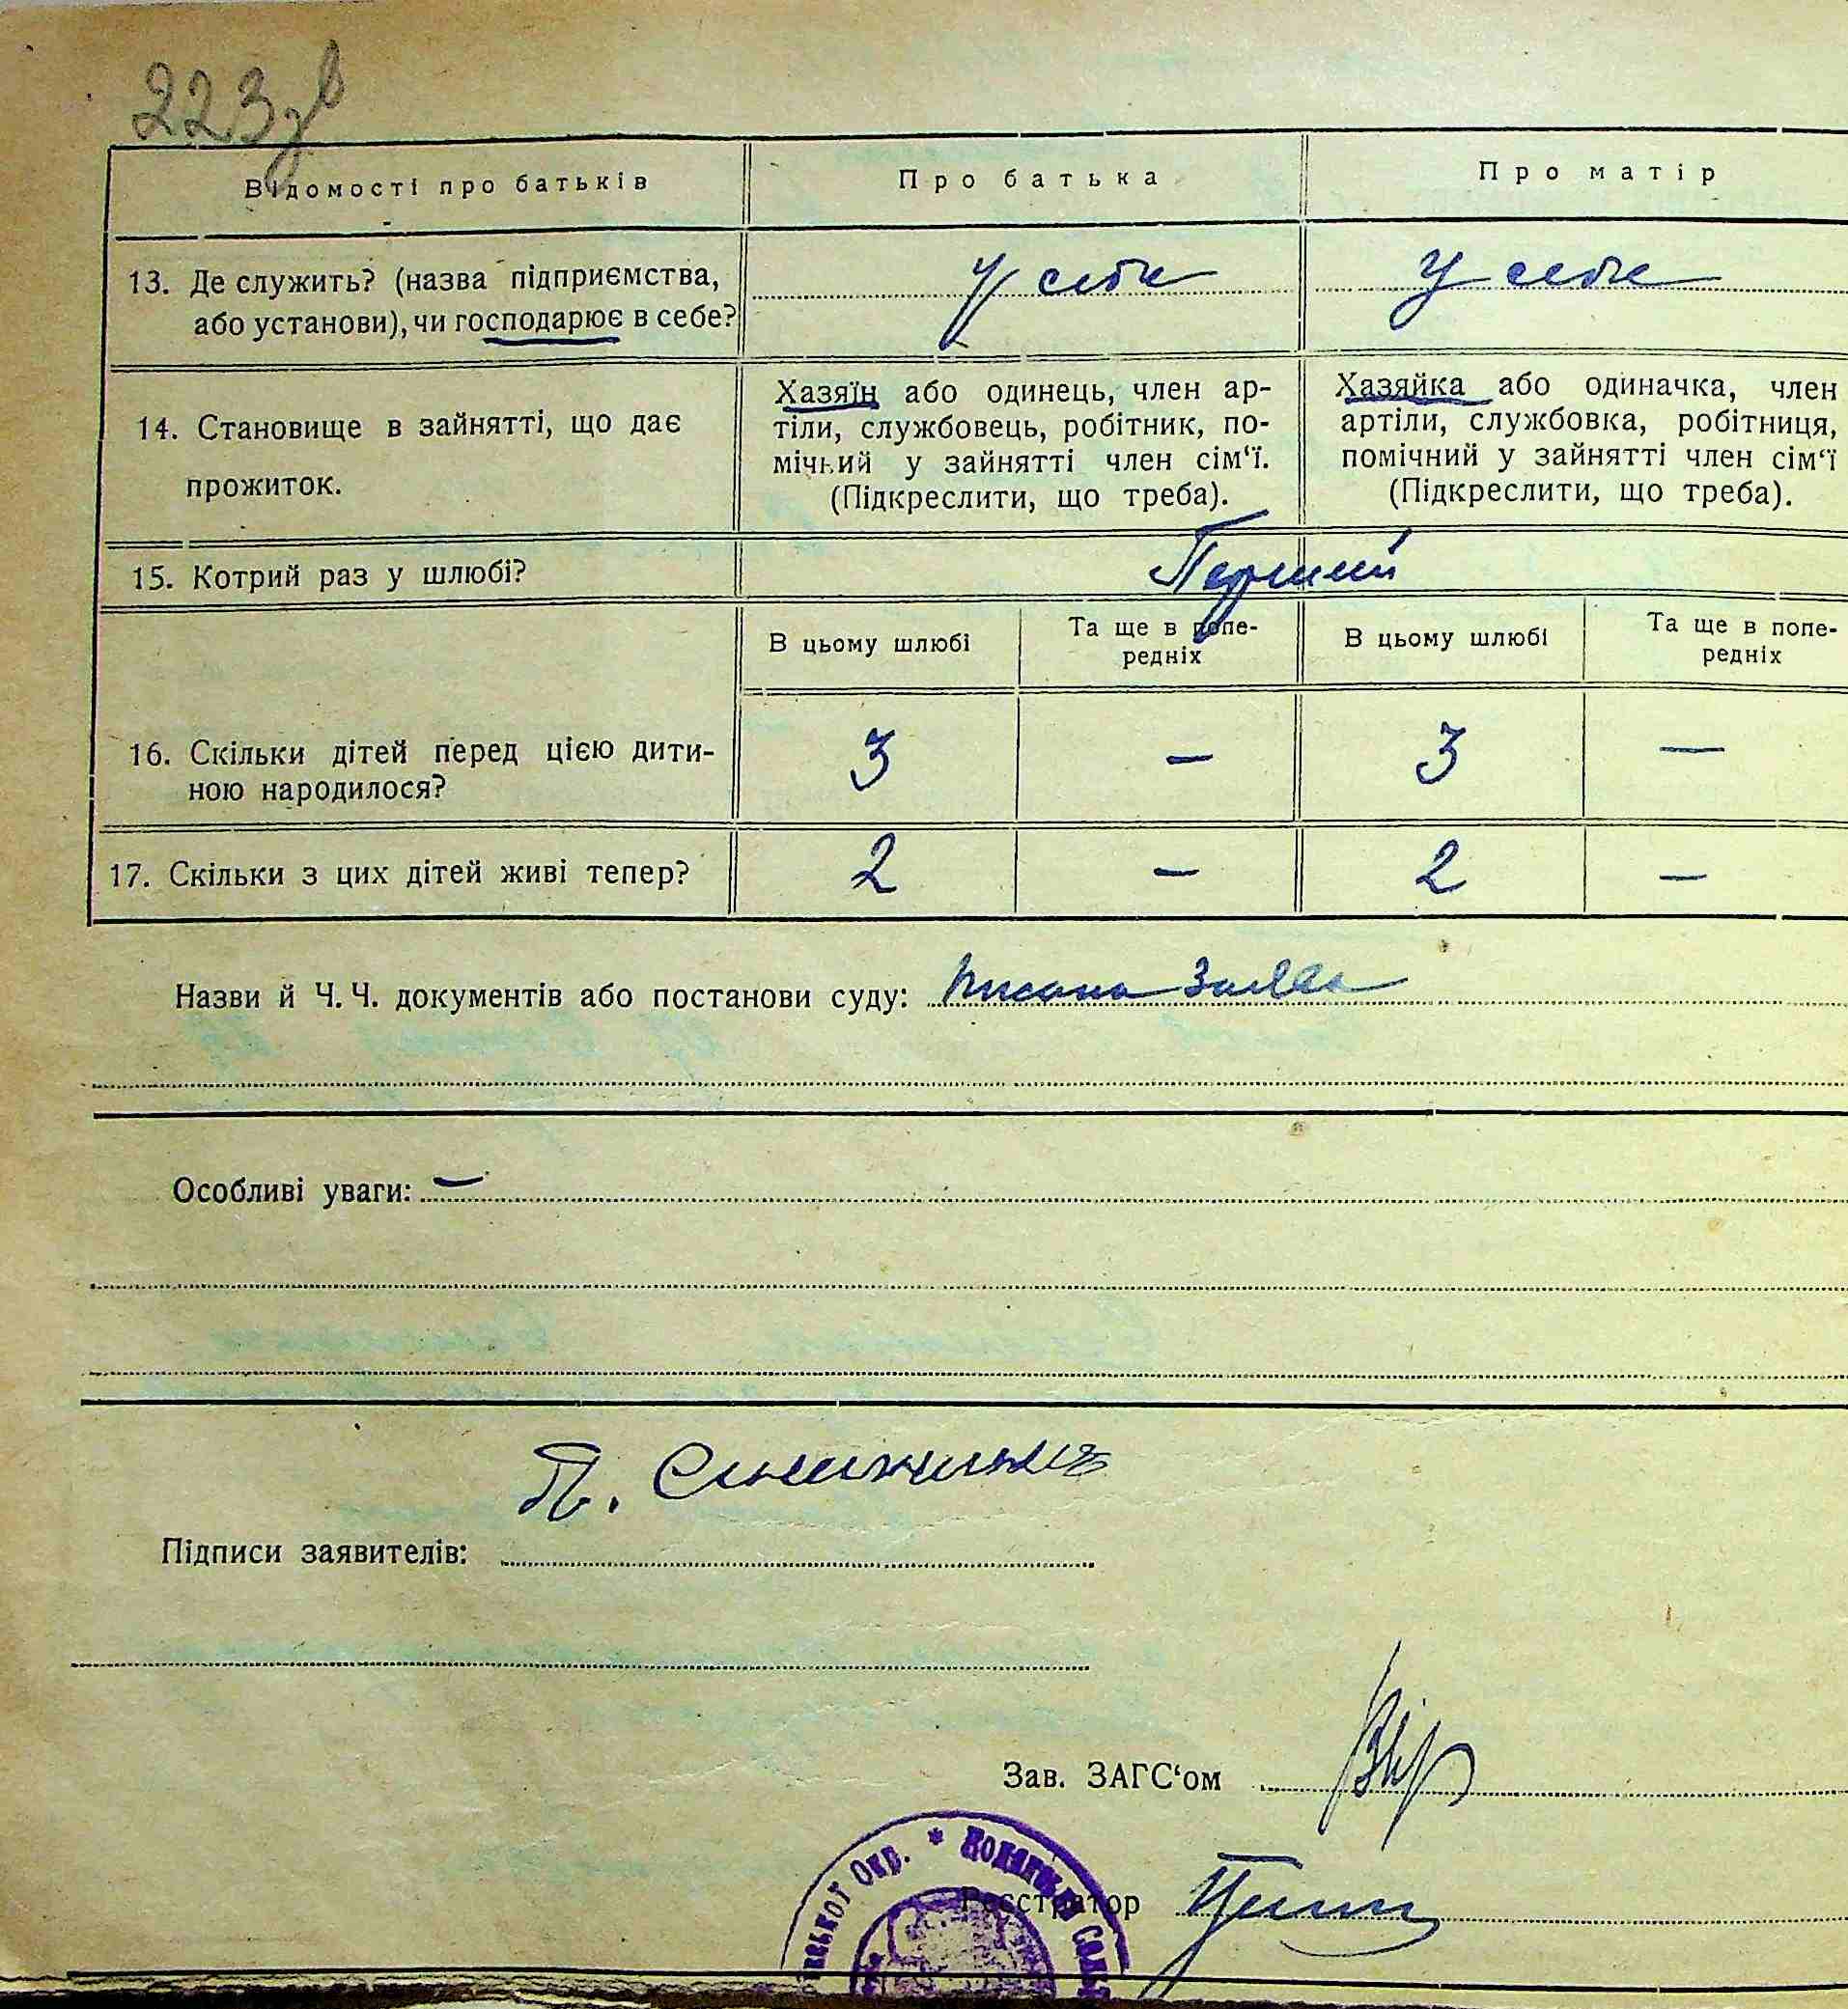 223зв
Відомості про батьків
Про батька
Про матір
13. Де служить? (назва підприємства,
або установи), чи господарює в себе?
у себе
у себе
14. Становище в зайнятті, що дає
прожиток.
Хазяїн або одинець, член ар-
тіли, службовець, робітник, по-
мічний у зайнятті член сім‘ї.
(Підкреслити, що треба).
Хазяйка або одиначка, член
артіли, службовка, робітниця,
помічний у зайнятті член сім‘ї
(Підкреслити, що треба).
15. Котрий раз у шлюбі?
Перший
В цьому шлюбі
Та ще в попе-
редніх
В цьому шлюбі
Та ще в попе-
редніх
16. Скільки дітей перед цією дити-
ною народилося?
3 — 3 —
17. Скільки з цих дітей живі тепер?
2 — 2 —
Назви й Ч. Ч. документів або постанови суду: писана заява
Особливі уваги: —
П.
Підписи заявителів:
Зав. ЗАГС‘ом
ської Окр. *
Реєстратор